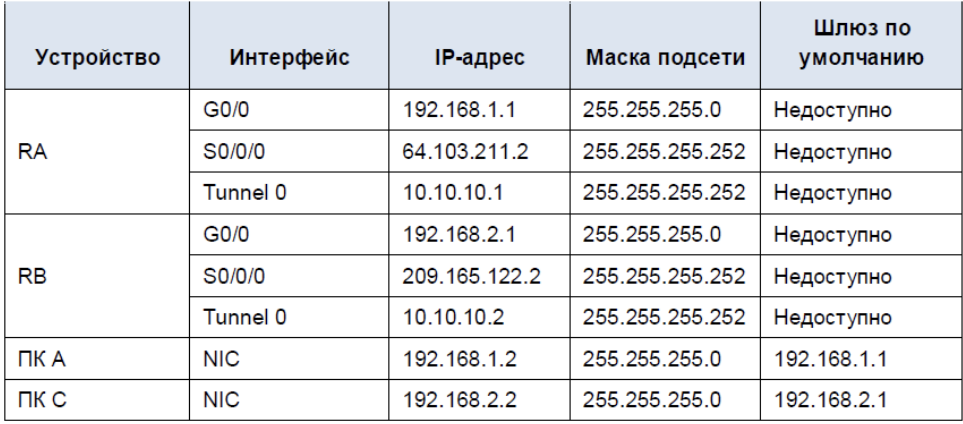 Устройство Интерфейс IP-адрес Маска подсети Шлюз по умолчанию
RA G0/0 192.168.1.1 255.255.255.0 Недоступно
S0/0/0 64.103.211.2 255.255.255.252 Недоступно
Tunnel 0 10.10.10.1 255.255.255.252 Недоступно
RB G0/0 192.168.2.1 255.255.255.0 Недоступно
S0/0/0 209.165.122.2 255.255.255.252 Недоступно
Tunnel 0 10.10.10.2 255.255.255.252 Недоступно
ПК A NIC 192.168.1.2 255.255.255.0 192.168.1.1
ПК C NIC 192.168.2.2 255.255.255.0 192.168.2.1